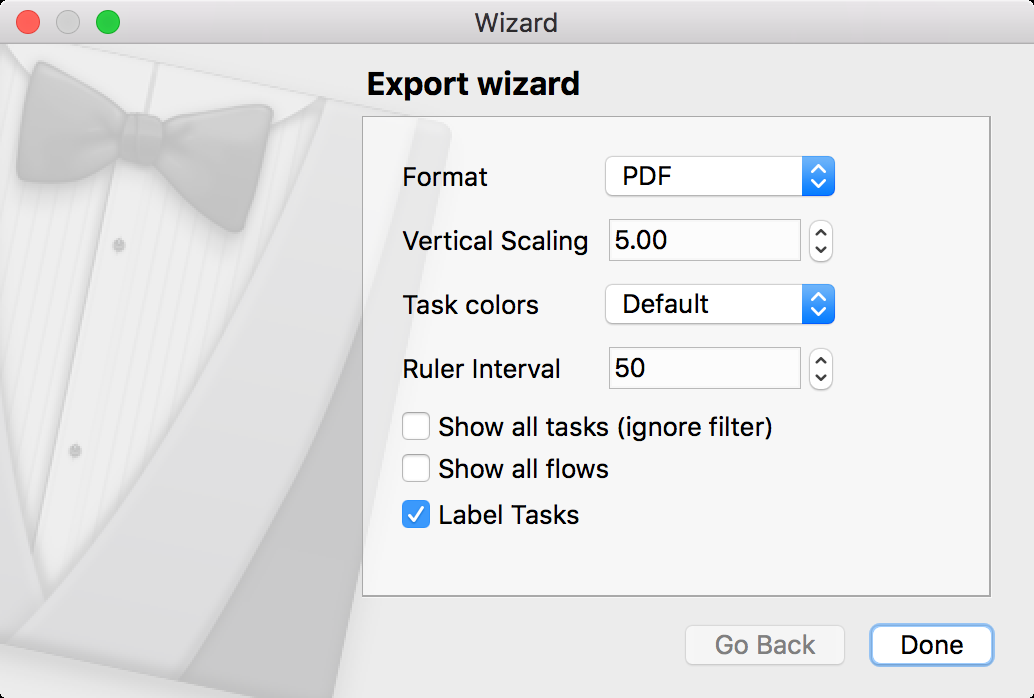 Wizard
Export wizard
Format PDF
Vertical Scaling 5.00
Task colors Default
Ruler Interval 50
Show all tasks (ignore filter)
Show all flows
Label Tasks
Go Back Done